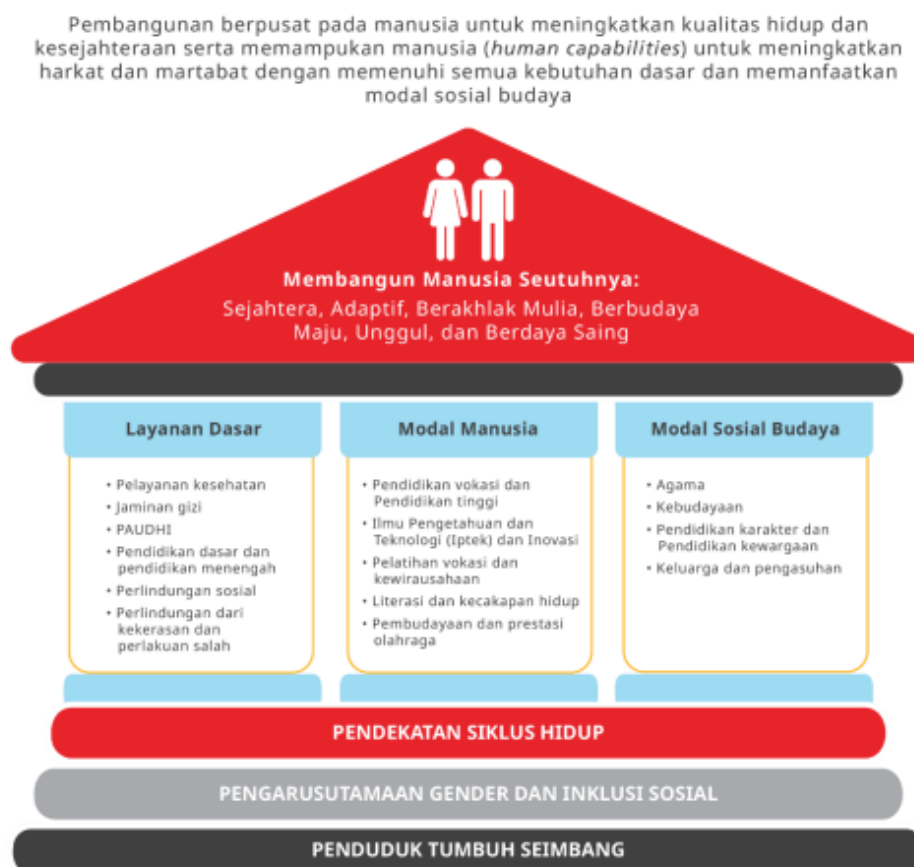 Pembangunan berpusat pada manusia untuk meningkatkan kualitas hidup dan
kesejahteraan serta memampukan manusia (human capabilities) untuk meningkatkan
harkat dan martabat dengan memenuhi semua kebutuhan dasar dan memanfaatkan
modal sosial budaya
Membangun Manusia Seutuhnya:
Sejahtera, Adaptif, Berakhlak Mulia, Berbudaya
Maju, Unggul, dan Berdaya Saing
Layanan Dasar
• Pelayanan kesehatan
• Jaminan gizi
• PAUDHI
• Pendidikan dasar dan
pendidikan menengah
• Perlindungan sosial
• Perlindungan dari
kekerasan dan
perlakuan salah
Modal Manusia
• Pendidikan vokasi dan
Pendidikan tinggi
• Ilmu Pengetahuan dan
Teknologi (Iptek) dan Inovasi
• Pelatihan vokasi dan
kewirausahaan
• Literasi dan kecakapan hidup
• Pembudayaan dan prestasi
olahraga
Modal Sosial Budaya
• Agama
• Kebudayaan
• Pendidikan karakter dan
Pendidikan kewargaan
• Keluarga dan pengasuhan
PENDEKATAN SIKLUS HIDUP
PENGARUSUTAMAAN GENDER DAN INKLUSI SOSIAL
PENDUDUK TUMBUH SEIMBANG